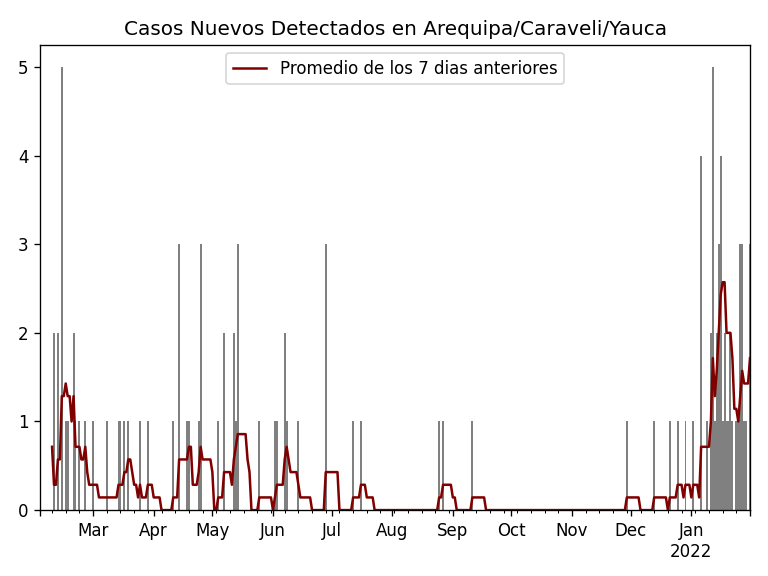 Casos Nuevos Detectados en Arequipa/Caraveli/Yauca
Promedio de los 7 dias anteriores
5
4
3
2
1
0
Mar Apr May Jun Jul Aug Sep Oct Nov Dec Jan
2022